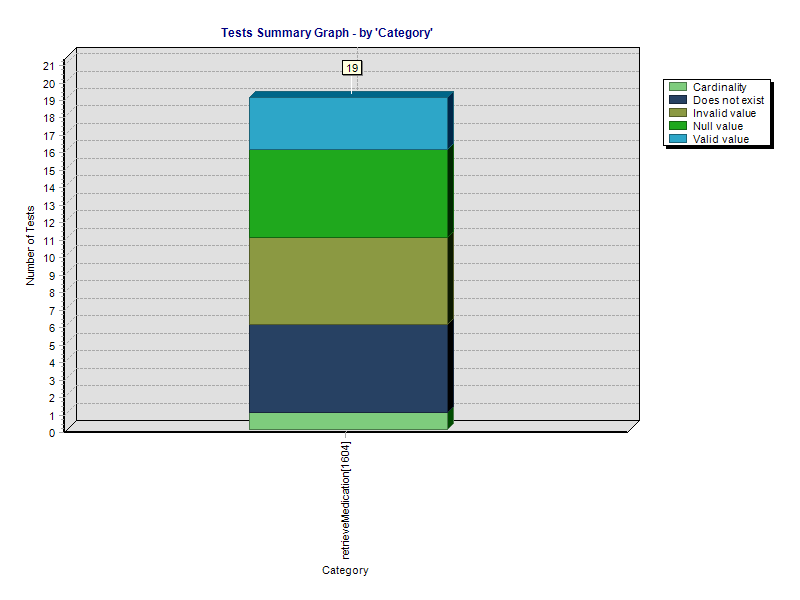 Tests Summary Graph - by 'Category'
19
Cardinality
Does not exist
Invalid value
Null value
Valid value
21
20
19
18
17
16
15
14
13
12
11
10
9
8
7
6
5
4
3
2
1
0
Number of Tests
retrieveMedication[1604]
Category